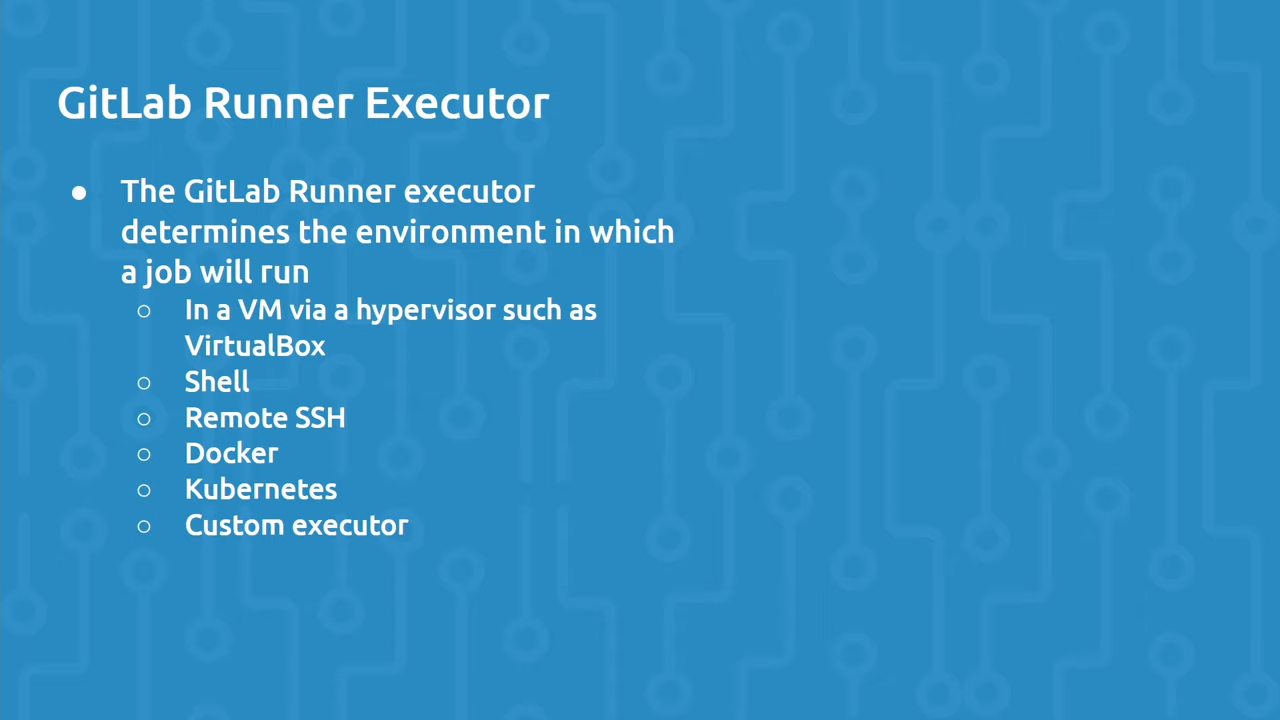 GitLab Runner Executor
● The GitLab Runner executor
determines the environment in which
a job will run
○ In a VM via a hypervisor such as
VirtualBox
○ Shell
○ Remote SSH
○ Docker
○ Kubernetes
○ Custom executor